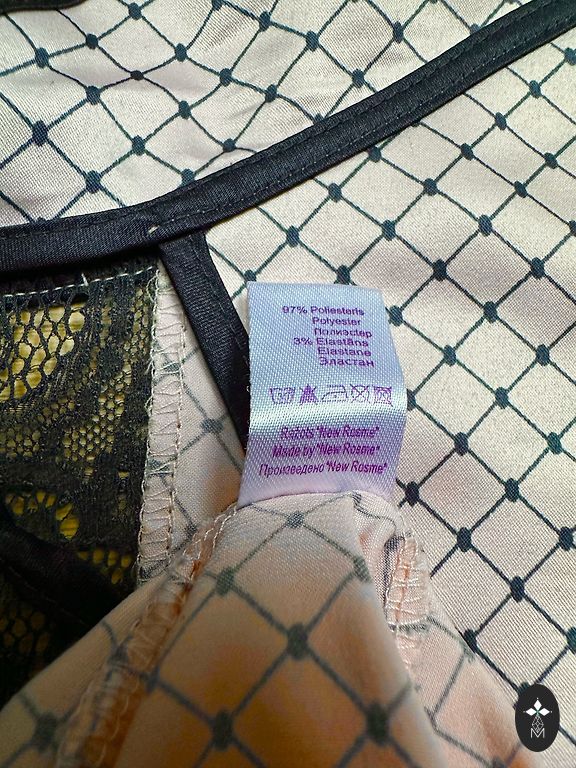 97% Poliesteris
Polyester
Полиэстер
3% Elastāns
Elastane
Эластан
Ražots "New Rosme"
Made by "New Rosme"
Произведено "New Rosme"
M